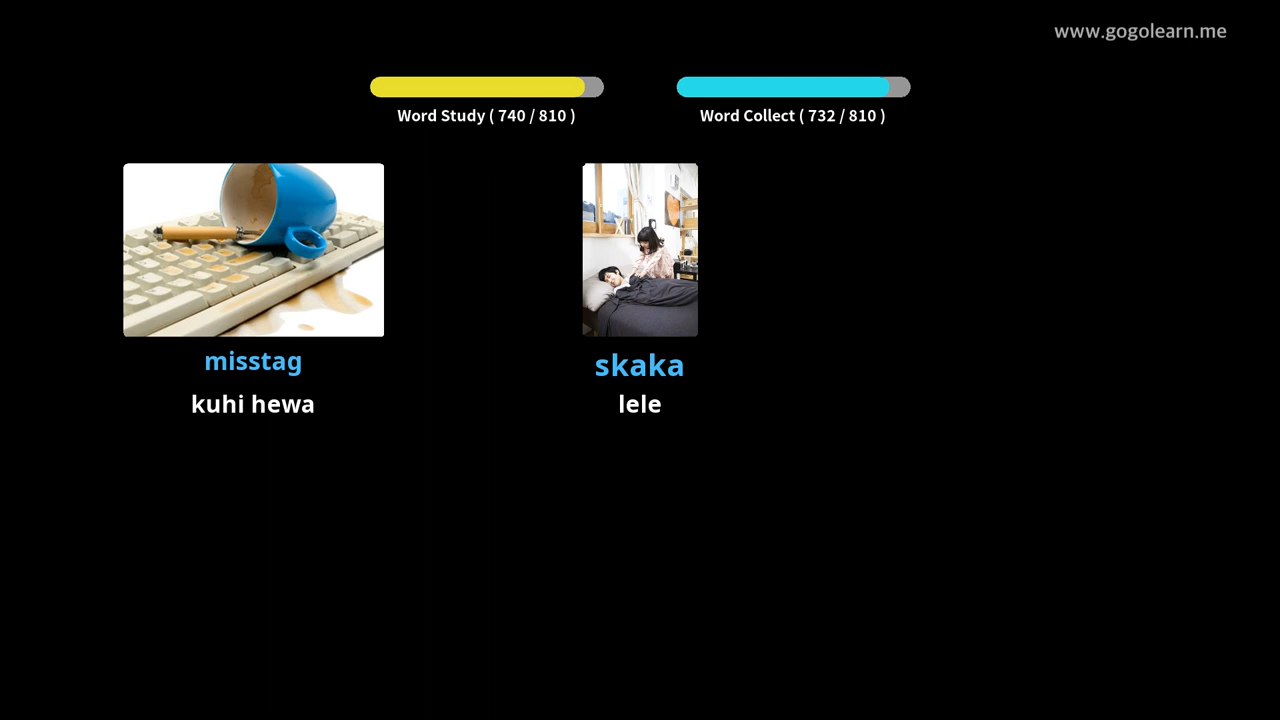 www.gogolearn.me
Word Study ( 740 / 810 )
Word Collect ( 732 / 810 )
misstag
kuhi hewa
skaka
lele